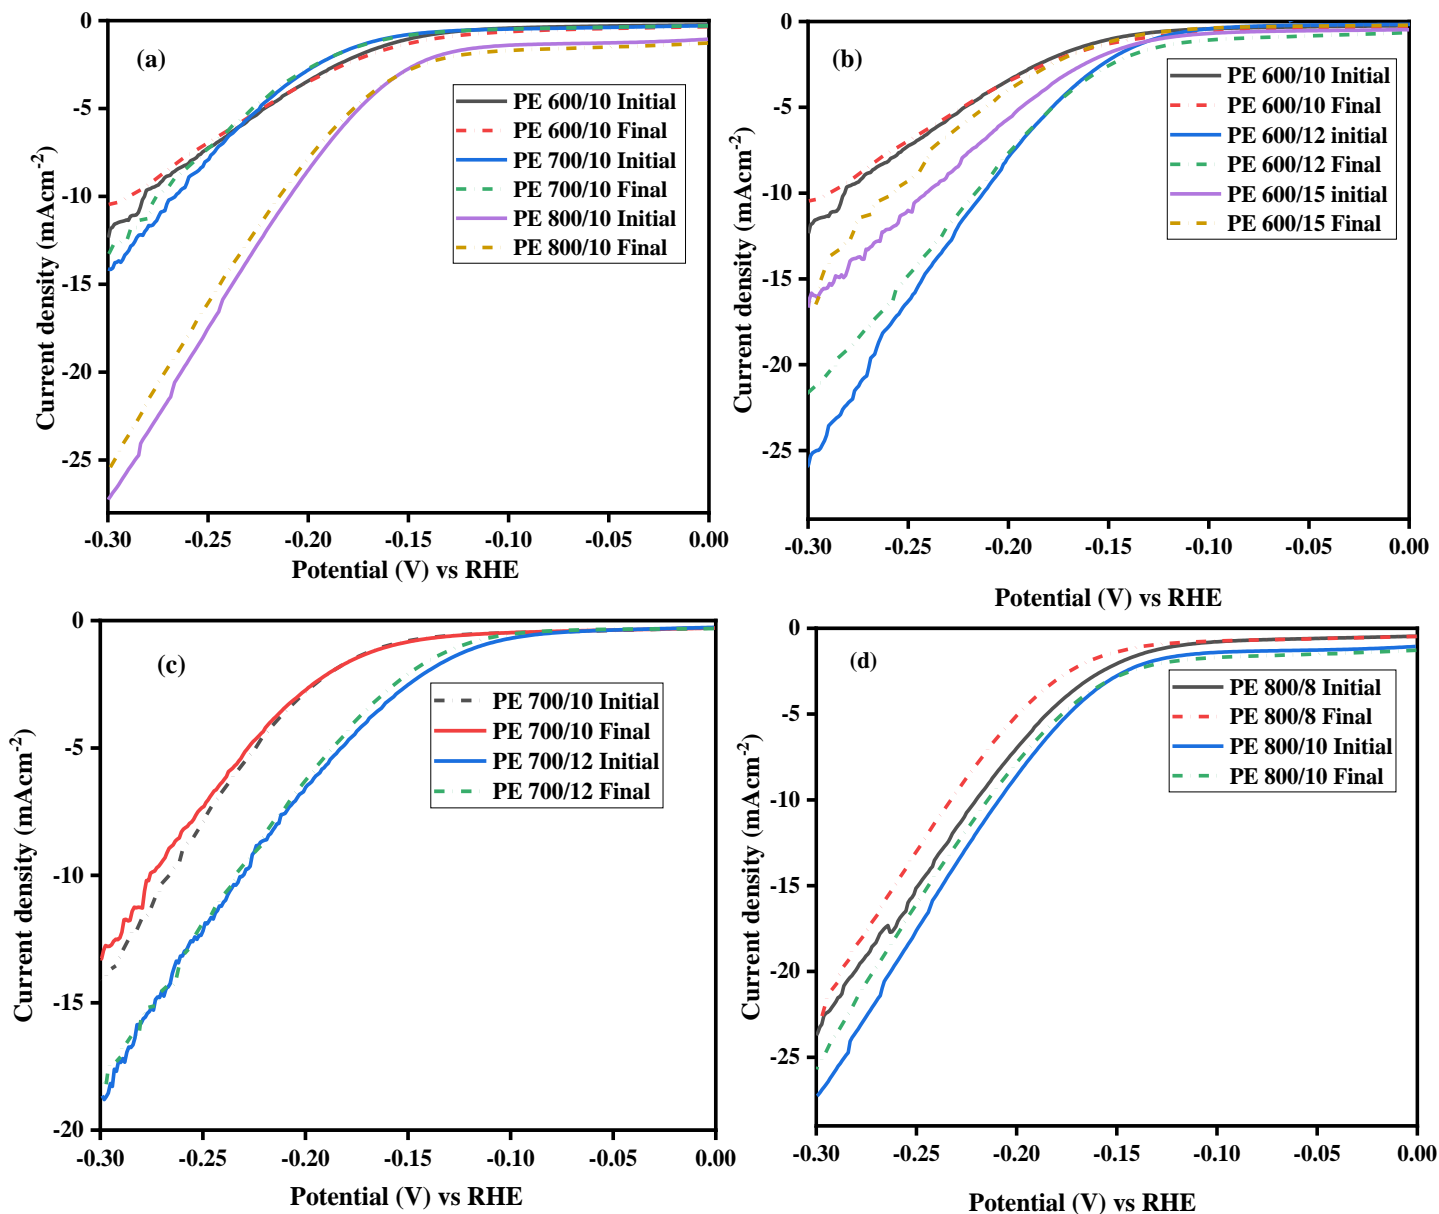 (a)
0
-5
-10
-15
-20
-25
Current density (mAcm-2)
PE 600/10 Initial
PE 600/10 Final
PE 700/10 Initial
PE 700/10 Final
PE 800/10 Initial
PE 800/10 Final
-0.30 -0.25 -0.20 -0.15 -0.10 -0.05 0.00
Potential (V) vs RHE
(b)
0
-5
-10
-15
-20
-25
Current density (mAcm-2)
PE 600/10 Initial
PE 600/10 Final
PE 600/12 initial
PE 600/12 Final
PE 600/15 initial
PE 600/15 Final
-0.30 -0.25 -0.20 -0.15 -0.10 -0.05 0.00
Potential (V) vs RHE
(c)
0
-5
-10
-15
-20
Current density (mAcm-2)
PE 700/10 Initial
PE 700/10 Final
PE 700/12 Initial
PE 700/12 Final
-0.30 -0.25 -0.20 -0.15 -0.10 -0.05 0.00
Potential (V) vs RHE
(d)
0
-5
-10
-15
-20
-25
Current density (mAcm-2)
PE 800/8 Initial
PE 800/8 Final
PE 800/10 Initial
PE 800/10 Final
-0.30 -0.25 -0.20 -0.15 -0.10 -0.05 0.00
Potential (V) vs RHE